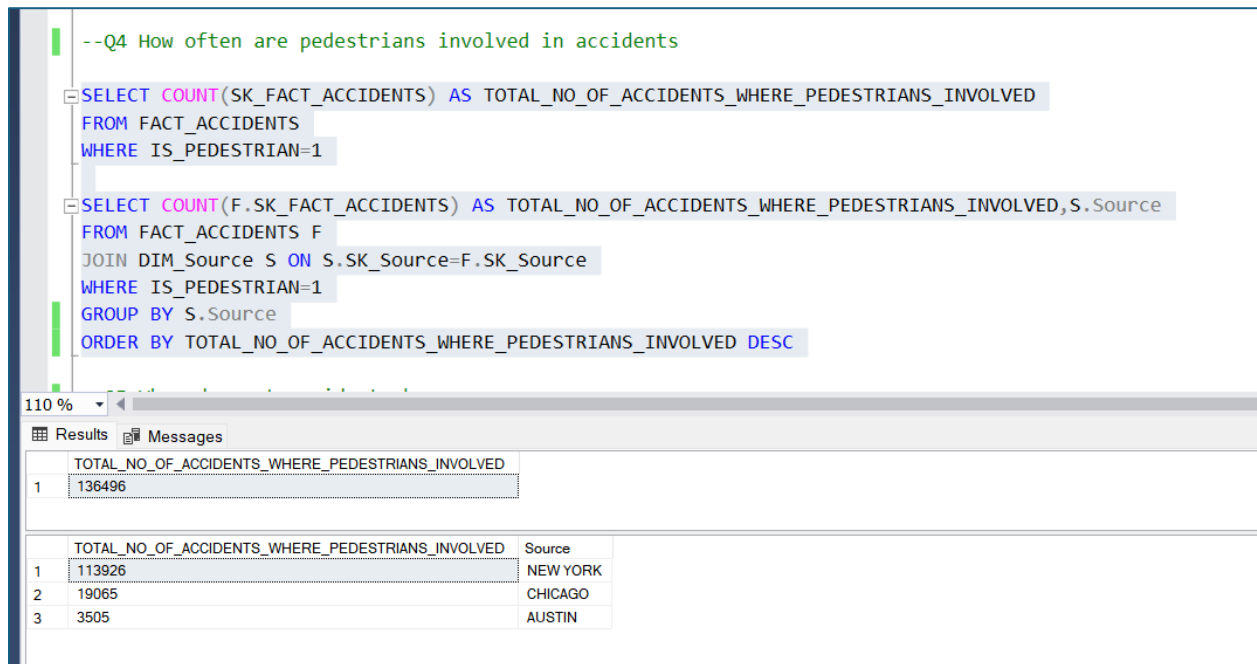 --Q4 How often are pedestrians involved in accidents
SELECT COUNT(SK_FACT_ACCIDENTS) AS TOTAL_NO_OF_ACCIDENTS_WHERE_PEDESTRIANS_INVOLVED
FROM FACT_ACCIDENTS
WHERE IS_PEDESTRIAN=1
SELECT COUNT(F.SK_FACT_ACCIDENTS) AS TOTAL_NO_OF_ACCIDENTS_WHERE_PEDESTRIANS_INVOLVED,S.Source
FROM FACT_ACCIDENTS F
JOIN DIM_Source S ON S.SK_Source=F.SK_Source
WHERE IS_PEDESTRIAN=1
GROUP BY S.Source
ORDER BY TOTAL_NO_OF_ACCIDENTS_WHERE_PEDESTRIANS_INVOLVED DESC
110 %
Results Messages
TOTAL_NO_OF_ACCIDENTS_WHERE_PEDESTRIANS_INVOLVED
1 136496
TOTAL_NO_OF_ACCIDENTS_WHERE_PEDESTRIANS_INVOLVED Source
1 113926 NEW YORK
2 19065 CHICAGO
3 3505 AUSTIN